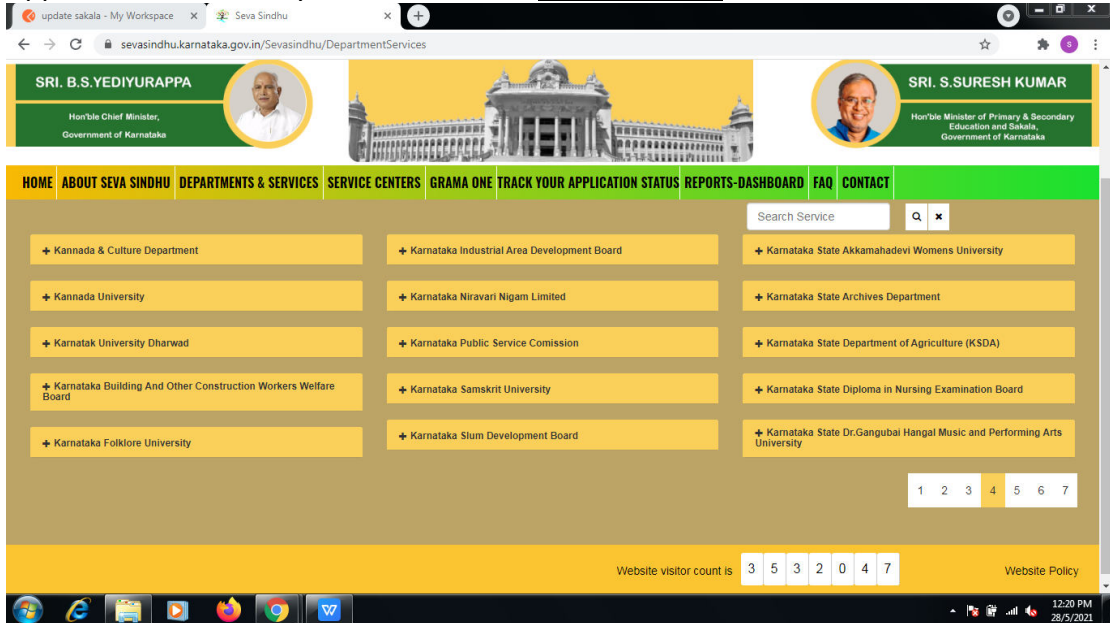 update sakala - My Workspace
Seva Sindhu
sevasindhu.karnataka.gov.in/Sevasindhu/DepartmentServices
S
SRI. B.S.YEDIYURAPPA
Hon'ble Chief Minister,
Government of Karnataka
SRI. S.SURESH KUMAR
Hon'ble Minister of Primary & Secondary
Education and Sakala,
Government of Karnataka
HOME ABOUT SEVA SINDHU DEPARTMENTS & SERVICES SERVICE CENTERS GRAMA ONE TRACK YOUR APPLICATION STATUS REPORTS-DASHBOARD FAQ CONTACT
Search Service
+ Kannada & Culture Department
+ Karnataka Industrial Area Development Board
+ Karnataka State Akkamahadevi Womens University
+ Kannada University
+ Karnataka Niravari Nigam Limited
+ Karnataka State Archives Department
+ Karnatak University Dharwad
+ Karnataka Public Service Comission
+ Karnataka State Department of Agriculture (KSDA)
+ Karnataka Building And Other Construction Workers Welfare
Board
+ Karnataka Samskrit University
+ Karnataka State Diploma in Nursing Examination Board
+ Karnataka Folklore University
+ Karnataka Slum Development Board
+ Karnataka State Dr.Gangubai Hangal Music and Performing Arts
University
1 2 3 4 5 6 7
Website visitor count is 3 5 3 2 0 4 7
Website Policy
12:20 PM
28/5/2021